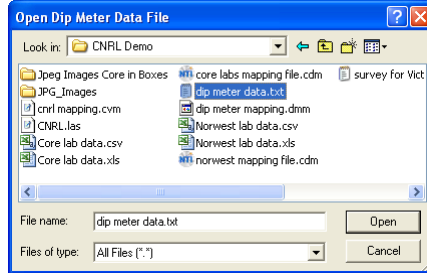 Open Dip Meter Data File
Look in: CNRL Demo
Jpeg Images Core in Boxes
JPG_Images
cnrl mapping.cvm
CNRL.las
Core lab data.csv
Core lab data.xls
core labs mapping file.cdm
dip meter data.txt
dip meter mapping.dmm
Norwest lab data.csv
Norwest lab data.xls
norwest mapping file.cdm
survey for Vict
File name: dip meter data.txt Open
Files of type: All Files (*.*) Cancel